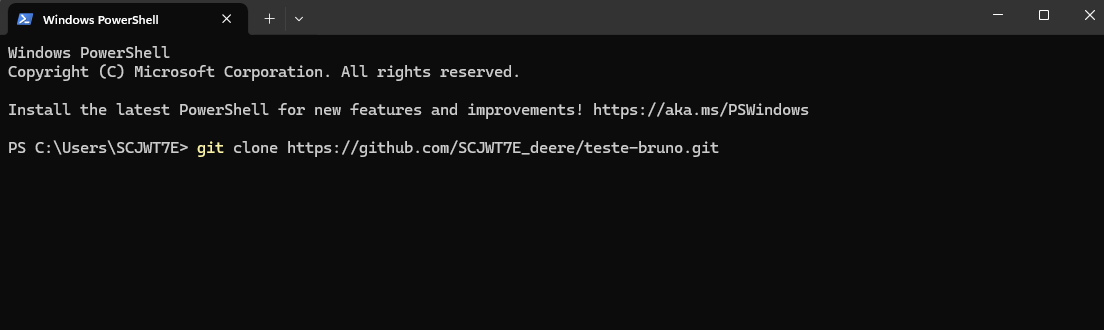 Windows PowerShell
Windows PowerShell
Copyright (C) Microsoft Corporation. All rights reserved.
Install the latest PowerShell for new features and improvements! https://aka.ms/PSWindows
PS C:\Users\SCJWT7E> git clone https://github.com/SCJWT7E_deere/teste-bruno.git